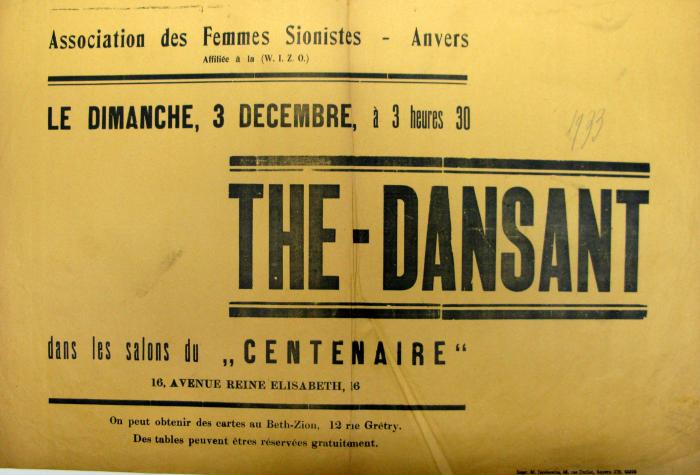 Association des Femmes Sionistes - Anvers
Affiliée à la (W. I. Z. O.)
LE DIMANCHE, 3 DECEMBRE, à 3 heures 30
1933
THE-DANSANT
dans les salons du „CENTENAIRE“
16, AVENUE REINE ELISABETH, 16
On peut obtenir des cartes au Beth-Zion, 12 rue Grétry.
Des tables peuvent êtres réservées gratuitement.